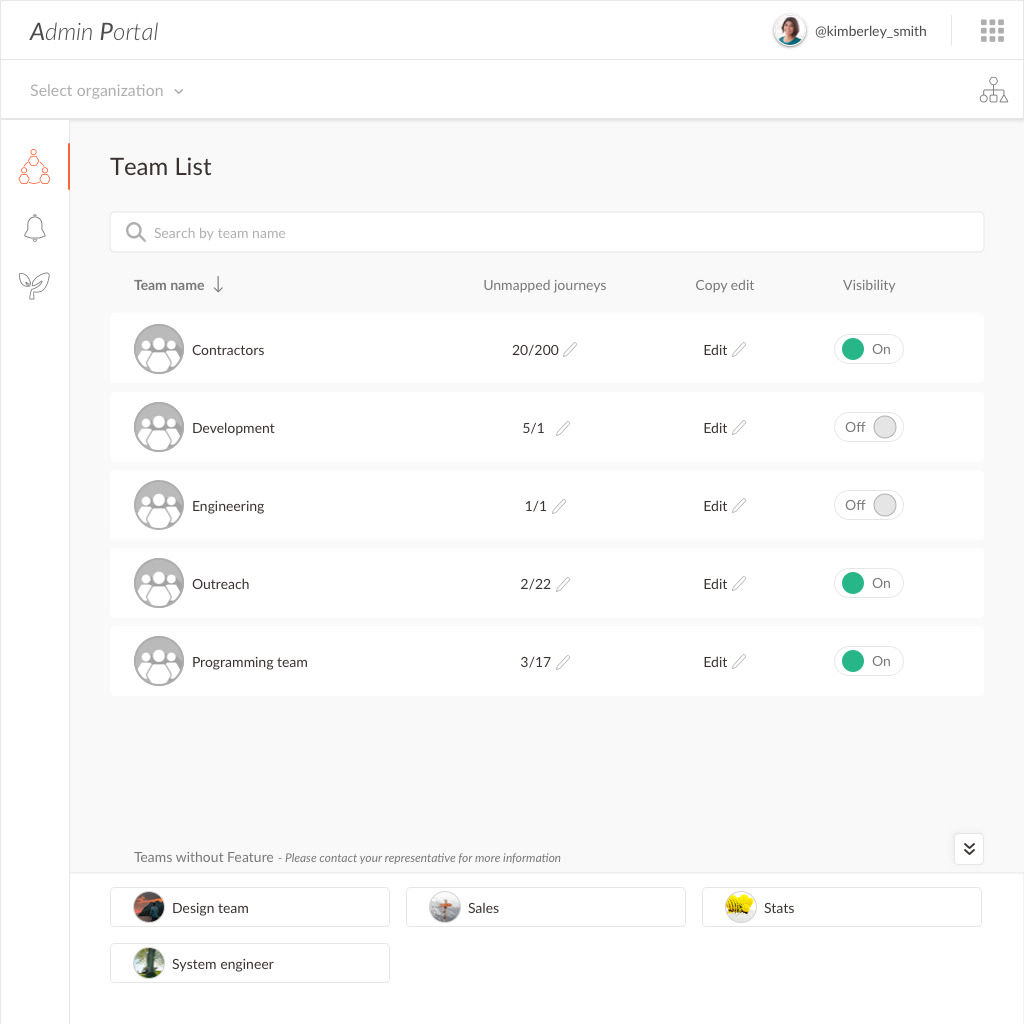 Admin Portal
@kimberley_smith
Select organization
Team List
Search by team name
Team name Unmapped journeys Copy edit Visibility
Contractors 20/200 Edit On
Development 5/1 Edit Off
Engineering 1/1 Edit Off
Outreach 2/22 Edit On
Programming team 3/17 Edit On
Teams without Feature - Please contact your representative for more information
Design team Sales Stats
System engineer